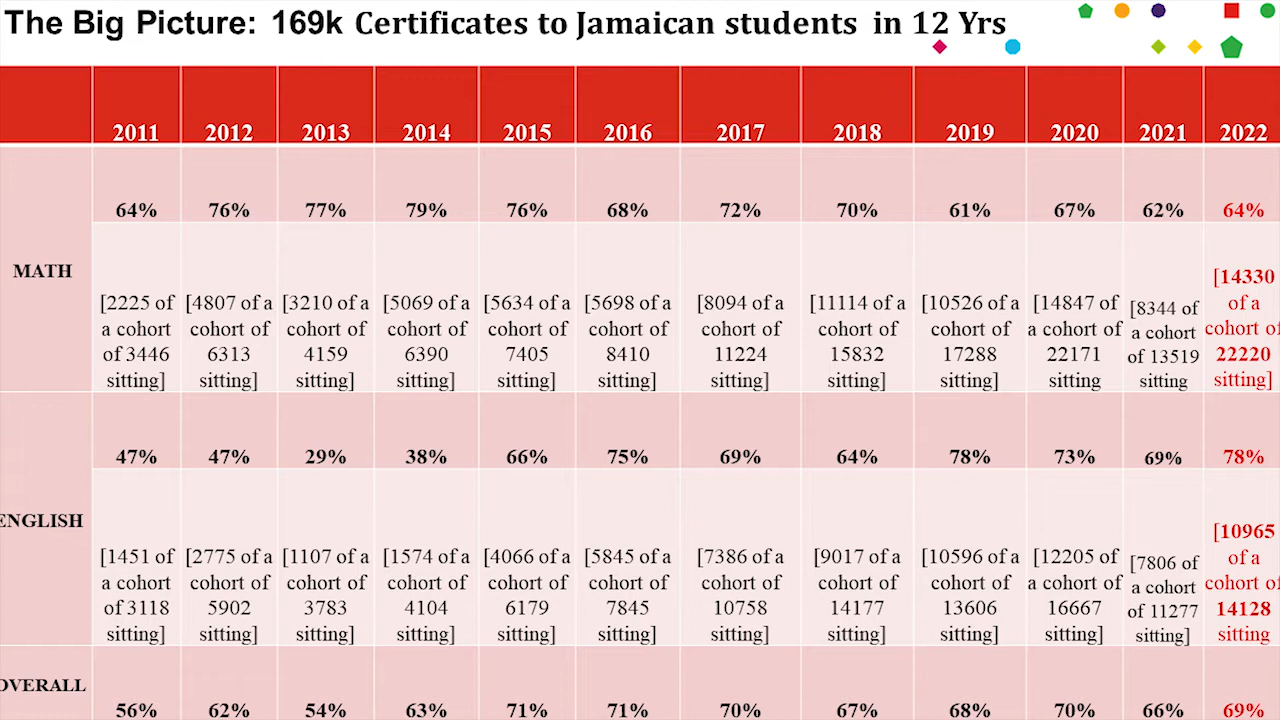 The Big Picture: 169k Certificates to Jamaican students in 12 Yrs
2011 2012 2013 2014 2015 2016 2017 2018 2019 2020 2021 2022
MATH
64% 76% 77% 79% 76% 68% 72% 70% 61% 67% 62% 64%
[2225 of a cohort of 3446 sitting]
[4807 of a cohort of 6313 sitting]
[3210 of a cohort of 4159 sitting]
[5069 of a cohort of 6390 sitting]
[5634 of a cohort of 7405 sitting]
[5698 of a cohort of 8410 sitting]
[8094 of a cohort of 11224 sitting]
[11114 of a cohort of 15832 sitting]
[10526 of a cohort of 17288 sitting]
[14847 of a cohort of 22171 sitting
[8344 of a cohort of 13519 sitting
[14330 of a cohort of 22220 sitting]
ENGLISH
47% 47% 29% 38% 66% 75% 69% 64% 78% 73% 69% 78%
[1451 of a cohort of 3118 sitting]
[2775 of a cohort of 5902 sitting]
[1107 of a cohort of 3783 sitting]
[1574 of a cohort of 4104 sitting]
[4066 of a cohort of 6179 sitting]
[5845 of a cohort of 7845 sitting]
[7386 of a cohort of 10758 sitting]
[9017 of a cohort of 14177 sitting]
[10596 of a cohort of 13606 sitting]
[12205 of a cohort of 16667 sitting]
[7806 of a cohort of 11277 sitting]
[10965 of a cohort of 14128 sitting
OVERALL
56% 62% 54% 63% 71% 71% 70% 67% 68% 70% 66% 69%